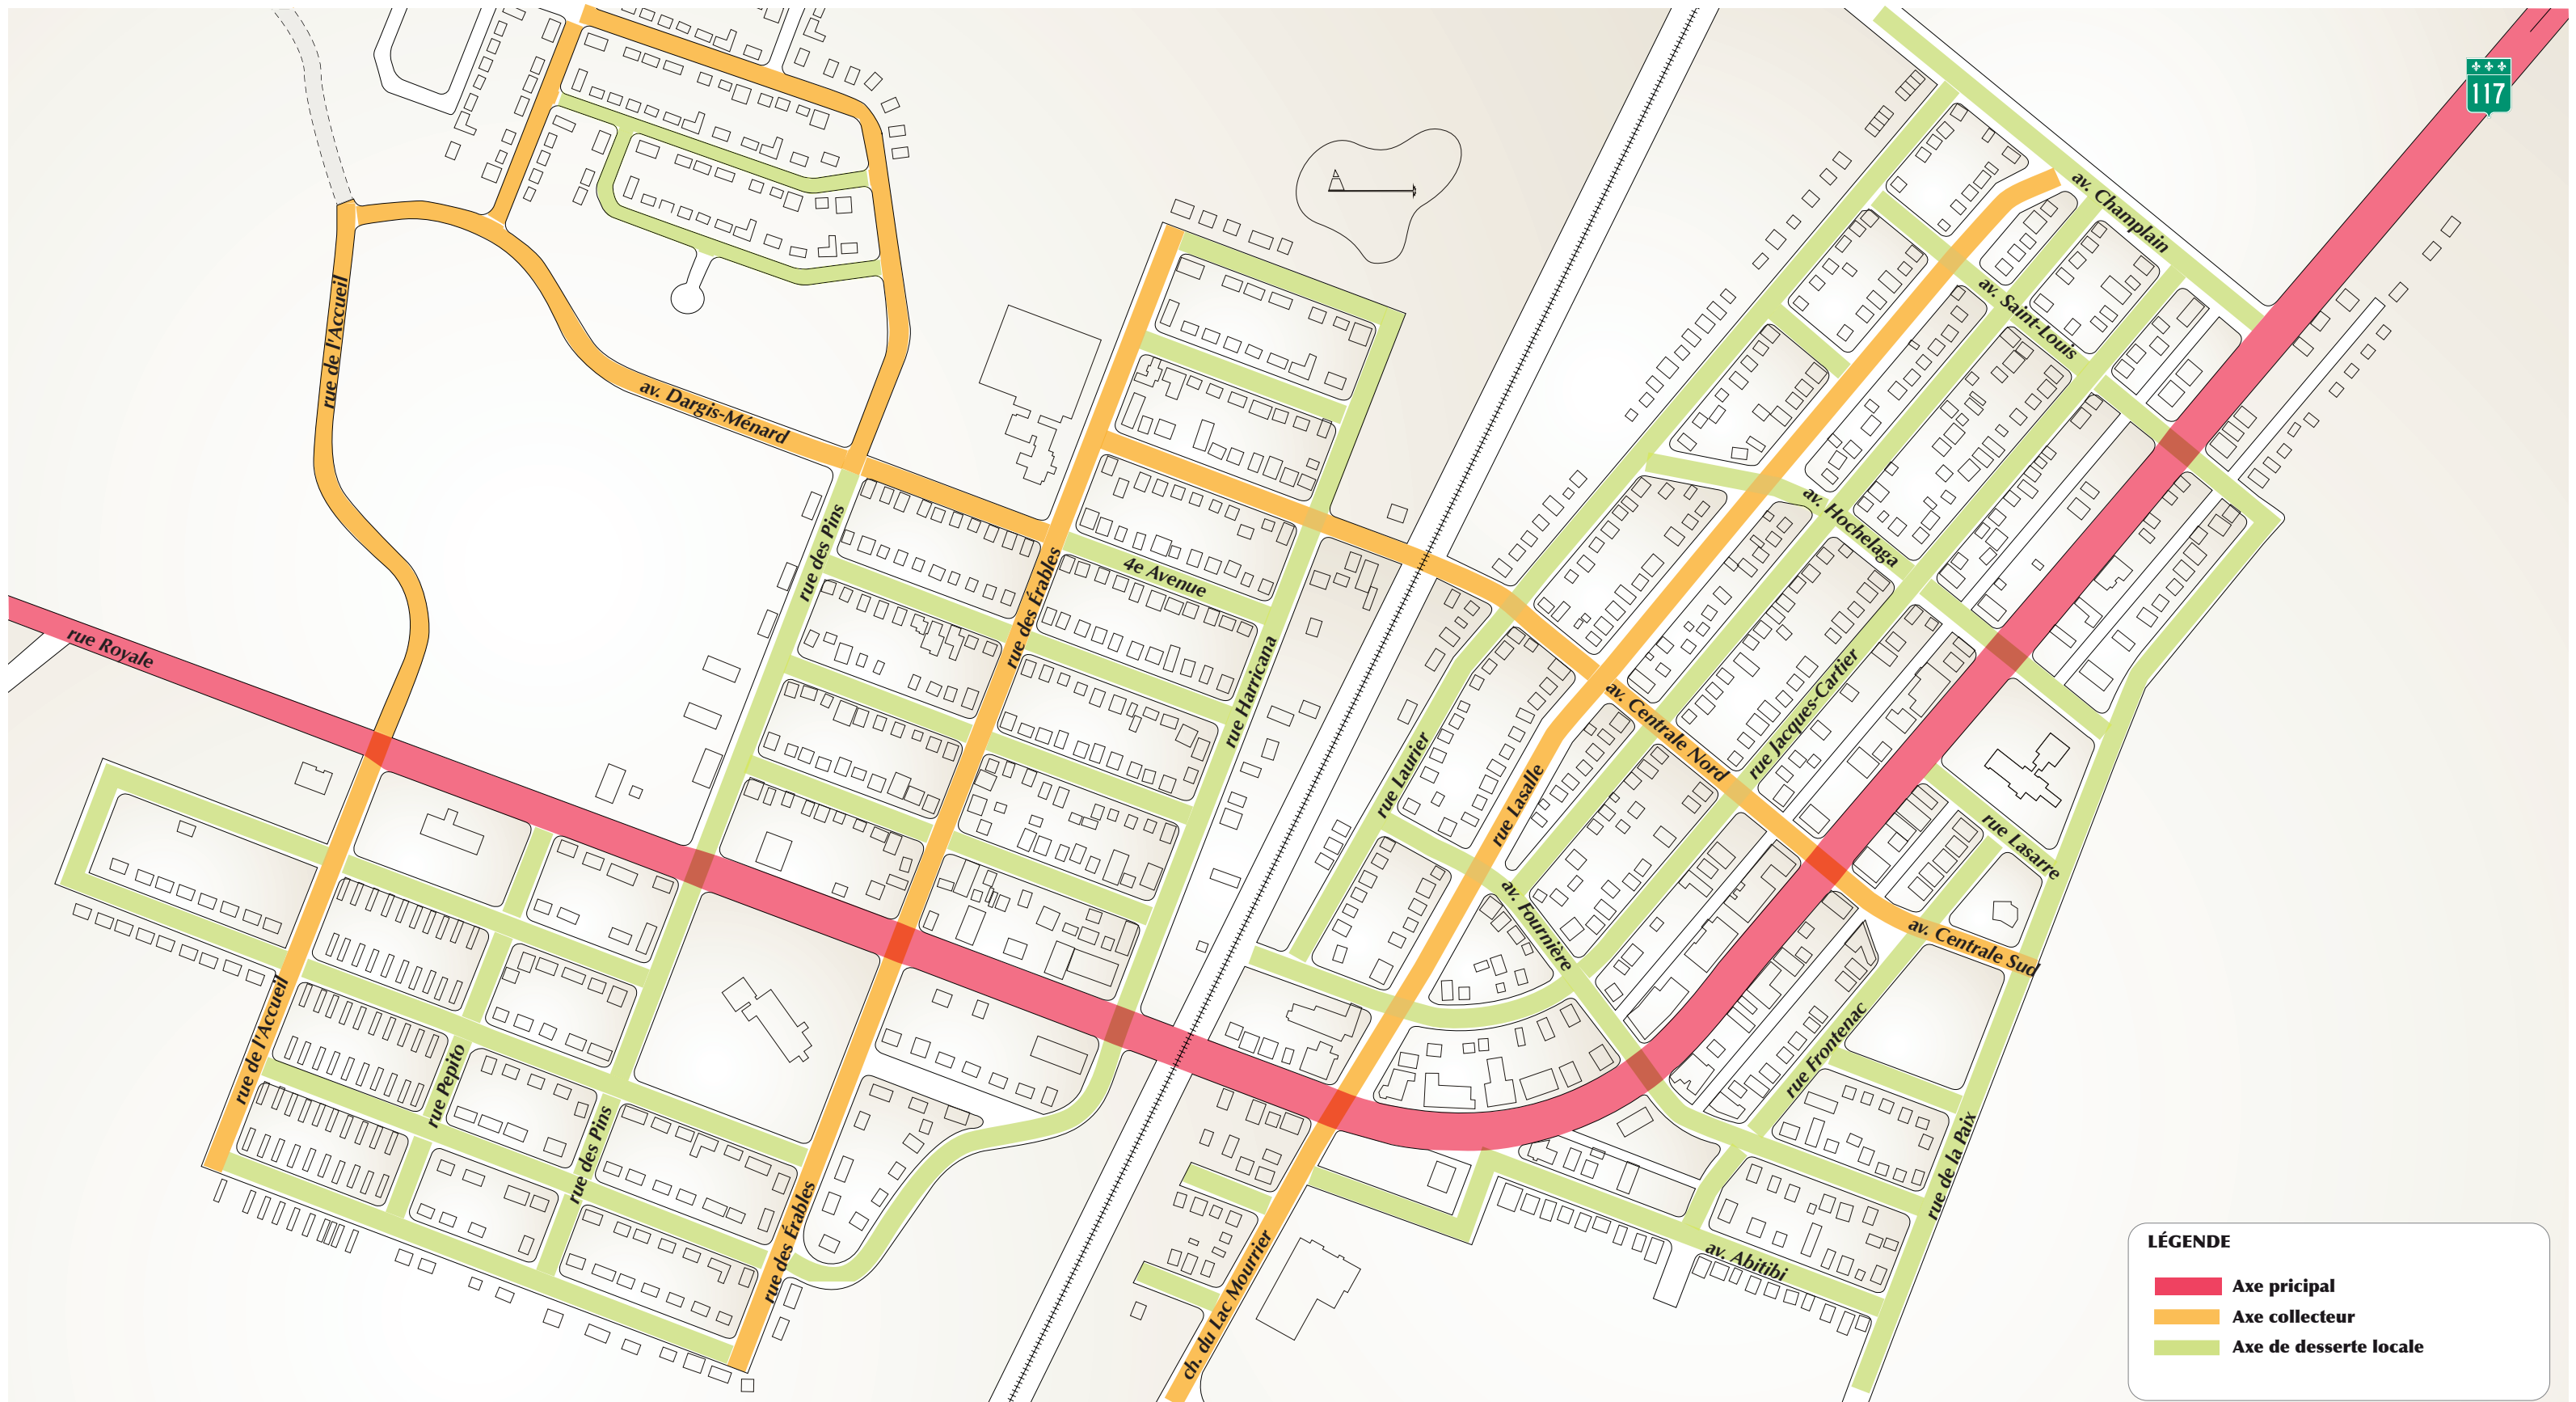 117
av. Champlain
rue de l'Accueil
av. Saint-Louis
av. Dargis-Ménard
av. Hochelaga
rue des Pins
4e Avenue
rue des Érables
rue Royale
rue Harricana
av. Centrale Nord
rue Jacques-Cartier
rue Laurier
rue Lasalle
rue Lasarre
av. Fournière
av. Centrale Sud
rue de l'Accueil
rue Pepito
rue Frontenac
rue des Pins
rue de la Paix
rue des Érables
av. Abitibi
ch. du Lac Mourrier
LÉGENDE
Axe pricipal
Axe collecteur
Axe de desserte locale